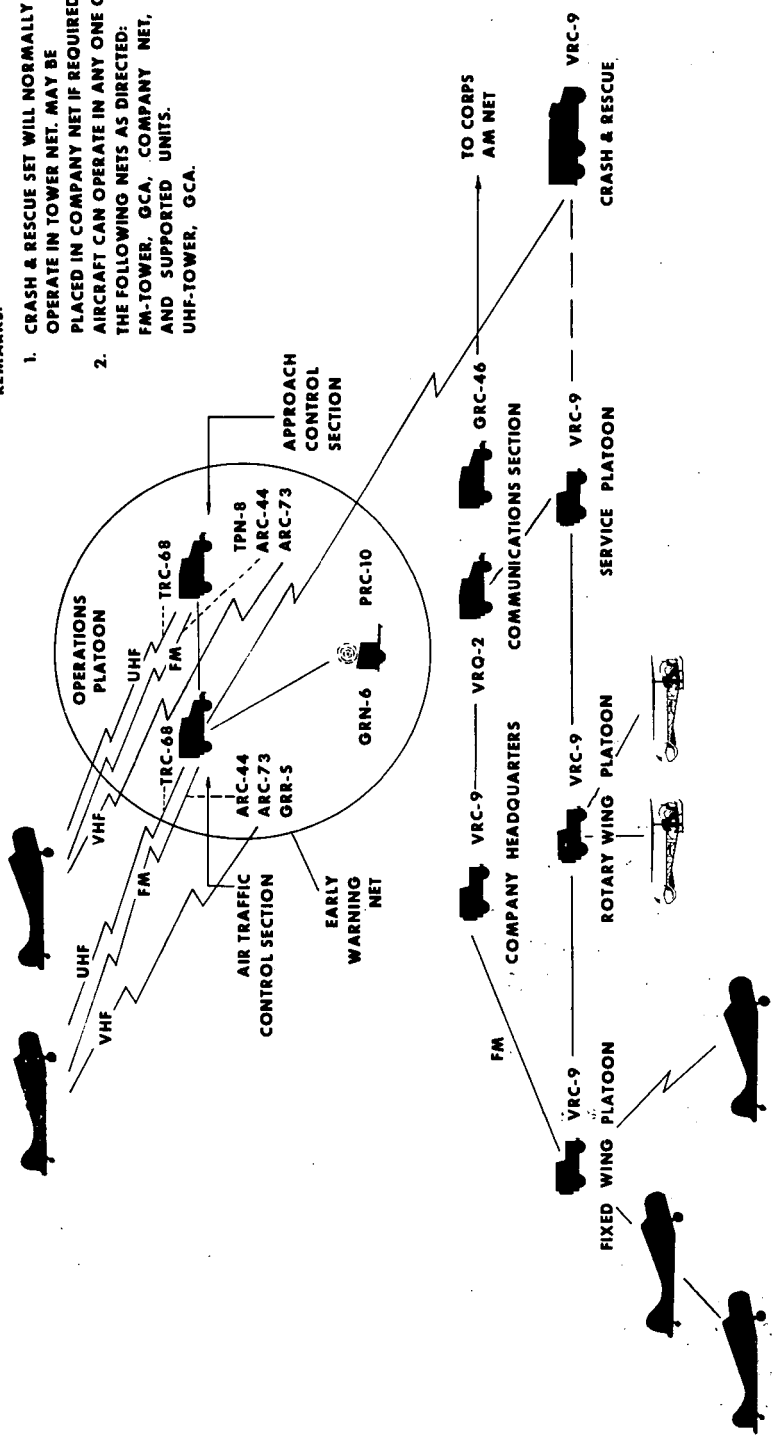 1. CRASH & RESCUE SET WILL NORMALLY
OPERATE IN TOWER NET. MAY BE
PLACED IN COMPANY NET IF REQUIRED
2. AIRCRAFT CAN OPERATE IN ANY ONE
THE FOLLOWING NETS AS DIRECTED:
FM-TOWER, GCA, COMPANY NET,
AND SUPPORTED UNITS.
UHF-TOWER, GCA.
OPERATIONS
PLATOON
UHF
VHF
FM
TRC-68
UHF
VHF
FM
TRC-68
TPN-8
ARC-44
ARC-73
APPROACH
CONTROL
SECTION
ARC-44
ARC-73
GRR-5
AIR TRAFFIC
CONTROL SECTION
EARLY
WARNING
NET
GRN-6
PRC-10
TO CORPS
AM NET
FM
VRC-9
COMPANY HEADQUARTERS
VRQ-2
GRC-46
COMMUNICATIONS SECTION
VRC-9
FIXED WING PLATOON
VRC-9
ROTARY WING PLATOON
VRC-9
SERVICE PLATOON
VRC-9
CRASH & RESCUE